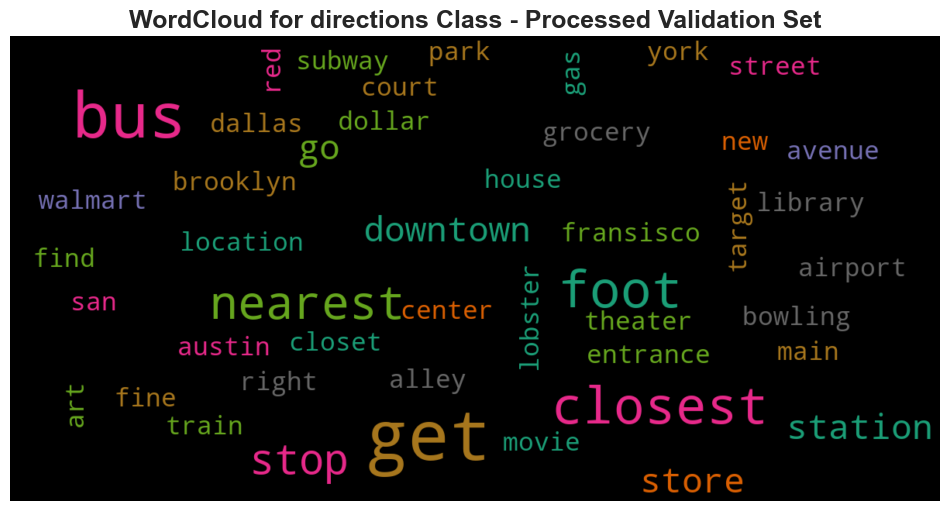 WordCloud for directions Class - Processed Validation Set
red
subway
park
gas
york
street
court
bus
dallas
dollar
go
grocery
new
avenue
walmart
brooklyn
house
target
library
location
downtown
fransisco
find
airport
san
nearest
center
lobster
foot
theater
bowling
austin
closet
entrance
main
right
alley
art
fine
train
get
closest
station
stop
movie
store